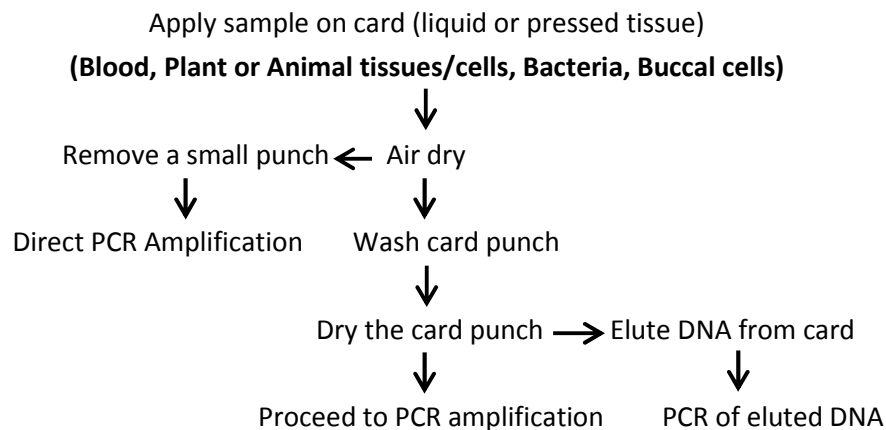 Apply sample on card (liquid or pressed tissue)
(Blood, Plant or Animal tissues/cells, Bacteria, Buccal cells)
Remove a small punch
Air dry
Direct PCR Amplification
Wash card punch
Dry the card punch
Elute DNA from card
Proceed to PCR amplification
PCR of eluted DNA